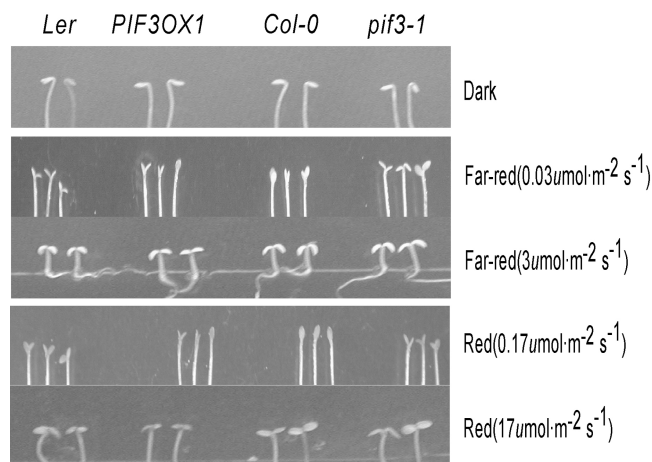 Ler PIF3OX1 Col-0 pif3-1
Dark
Far-red(0.03umol·m-2 s-1)
Far-red(3umol·m-2 s-1)
Red(0.17umol·m-2 s-1)
Red(17umol·m-2 s-1)